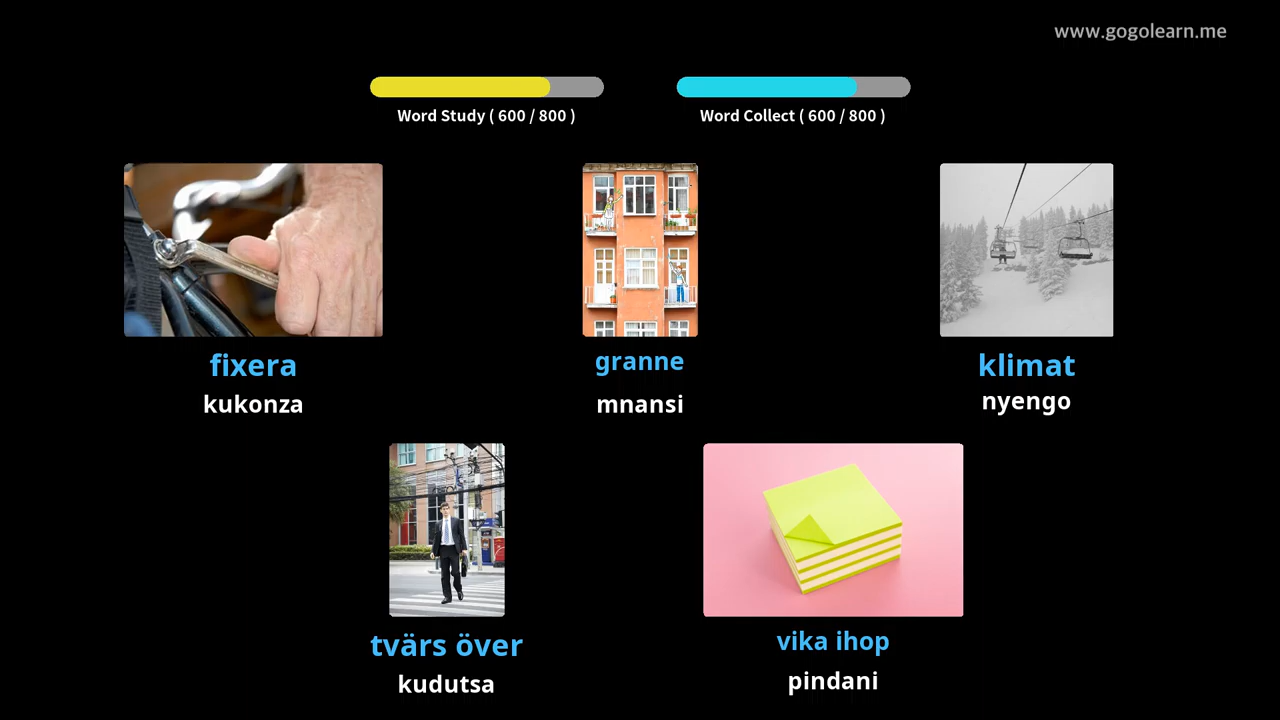 www.gogolearn.me
Word Study ( 600 / 800 )
Word Collect ( 600 / 800 )
fixera
kukonza
granne
mnansi
klimat
nyengo
tvärs över
kudutsa
vika ihop
pindani